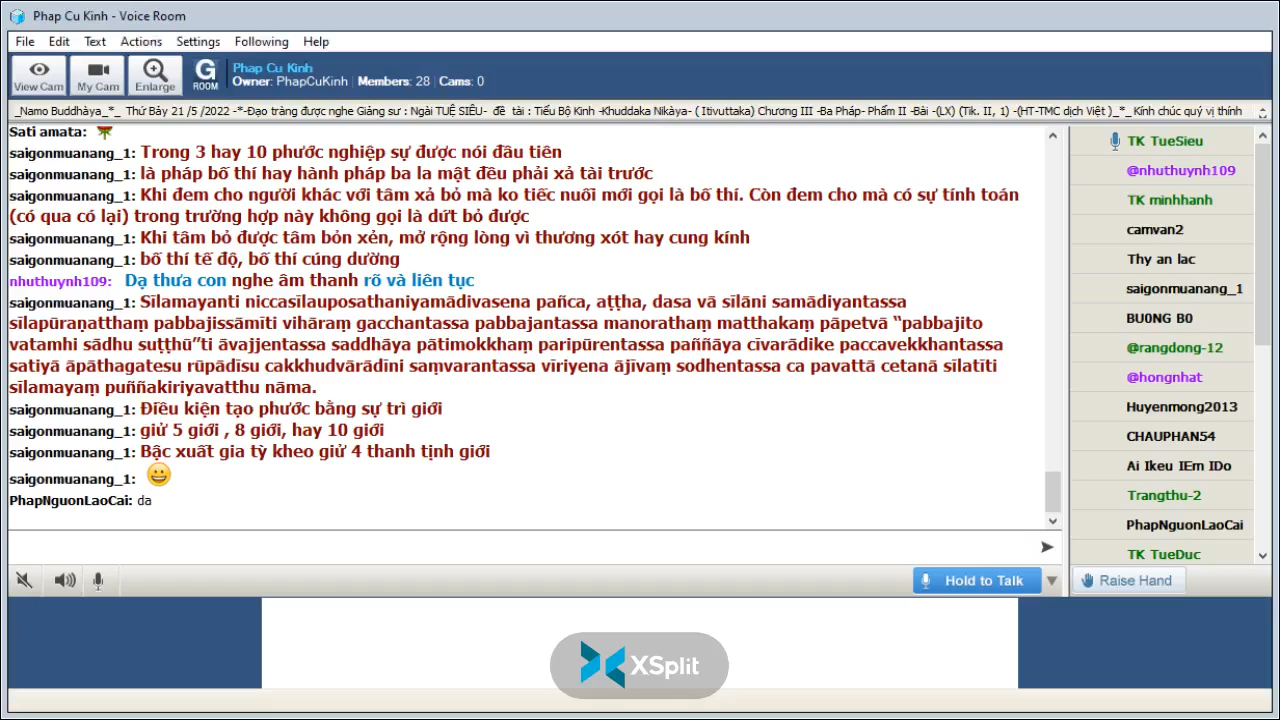 Phap Cu Kinh - Voice Room
File Edit Text Actions Settings Following Help
View Cam My Cam Enlarge G ROOM Phap Cu Kinh
Owner: PhapCuKinh Members: 28 Cams: 0
_Namo Buddhàya_*_ Thứ Bảy 21 /5 /2022 -*-Đạo tràng được nghe Giảng sư : Ngài TUỆ SIÊU- đề tài : Tiểu Bộ Kinh -Khuddaka Nikàya- ( Itivuttaka) Chương III -Ba Pháp- Phẩm II -Bài -(LX) (Tik. II, 1) -(HT-TMC dịch Việt )_*_ Kính chúc quý vị thính
Sati amata:
saigonmuanang_1: Trong 3 hay 10 phước nghiệp sự được nói đầu tiên
saigonmuanang_1: là pháp bố thí hay hành pháp ba la mật đều phải xả tài trước
saigonmuanang_1: Khi đem cho người khác với tâm xả bỏ mà ko tiếc nuối mới gọi là bố thí. Còn đem cho mà có sự tính toán
(có qua có lại) trong trường hợp này không gọi là dứt bỏ được
saigonmuanang_1: Khi tâm bỏ được tâm bỏn xẻn, mở rộng lòng vì thương xót hay cung kính
saigonmuanang_1: bố thí tế độ, bố thí cúng dường
nhuthuynh109: Dạ thưa con nghe âm thanh rõ và liên tục
saigonmuanang_1: Sīlamayanti niccasīlauposathaniyamādivasena pañca, aṭṭha, dasa vā sīlāni samādiyantassa
sīlapūraṇatthaṃ pabbajissāmīti vihāraṃ gacchantassa pabbajantassa manorathaṃ matthakaṃ pāpetvā “pabbajito
vatamhi sādhu suṭṭhū”ti āvajjentassa saddhāya pātimokkhaṃ paripūrentassa paññāya cīvarādike paccavekkhantassa
satiyā āpāthagatesu rūpādīsu cakkhudvārādīni saṃvarantassa vīriyena ājīvaṃ sodhentassa ca pavattā cetanā sīlatīti
sīlamayaṃ puññakiriyavatthu nāma.
saigonmuanang_1: Điều kiện tạo phước bằng sự trì giới
saigonmuanang_1: giử 5 giới , 8 giới, hay 10 giới
saigonmuanang_1: Bậc xuất gia tỳ kheo giử 4 thanh tịnh giới
saigonmuanang_1:
PhapNguonLaoCai: da
TK TueSieu
@nhuthuynh109
TK minhhanh
camvan2
Thy an lac
saigonmuanang_1
BU0NG B0
@rangdong-12
@hongnhat
Huyenmong2013
CHAUPHAN54
Ai Ikeu IEm IDo
Trangthu-2
PhapNguonLaoCai
TK TueDuc
Hold to Talk Raise Hand
XSplit